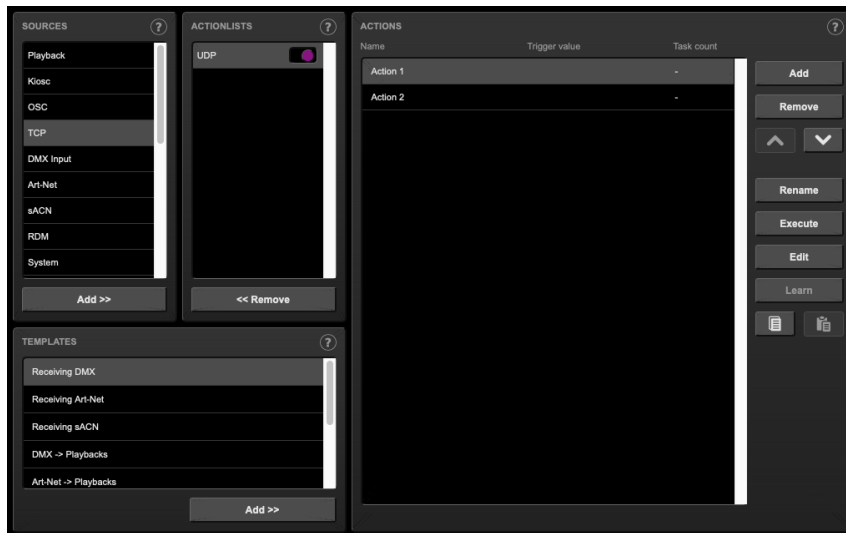 SOURCES ?
Playback
Kiosc
OSC
TCP
DMX Input
Art-Net
sACN
RDM
System
Add >>
ACTIONLISTS ?
UDP
<< Remove
TEMPLATES ?
Receiving DMX
Receiving Art-Net
Receiving sACN
DMX -> Playbacks
Art-Net -> Playbacks
Add >>
ACTIONS ?
Name Trigger value Task count
Action 1 -
Action 2 -
Add
Remove
Rename
Execute
Edit
Learn